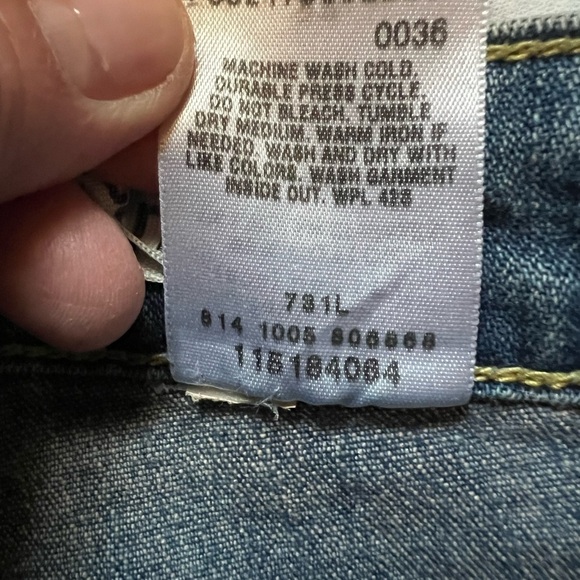 0036
MACHINE WASH COLD,
DURABLE PRESS CYCLE,
DO NOT BLEACH, TUMBLE
DRY MEDIUM, WARM IRON IF
NEEDED, WASH AND DRY WITH
LIKE COLORS, WASH GARMENT
INSIDE OUT. WPL 423
781L
814 1005 806868
115184064